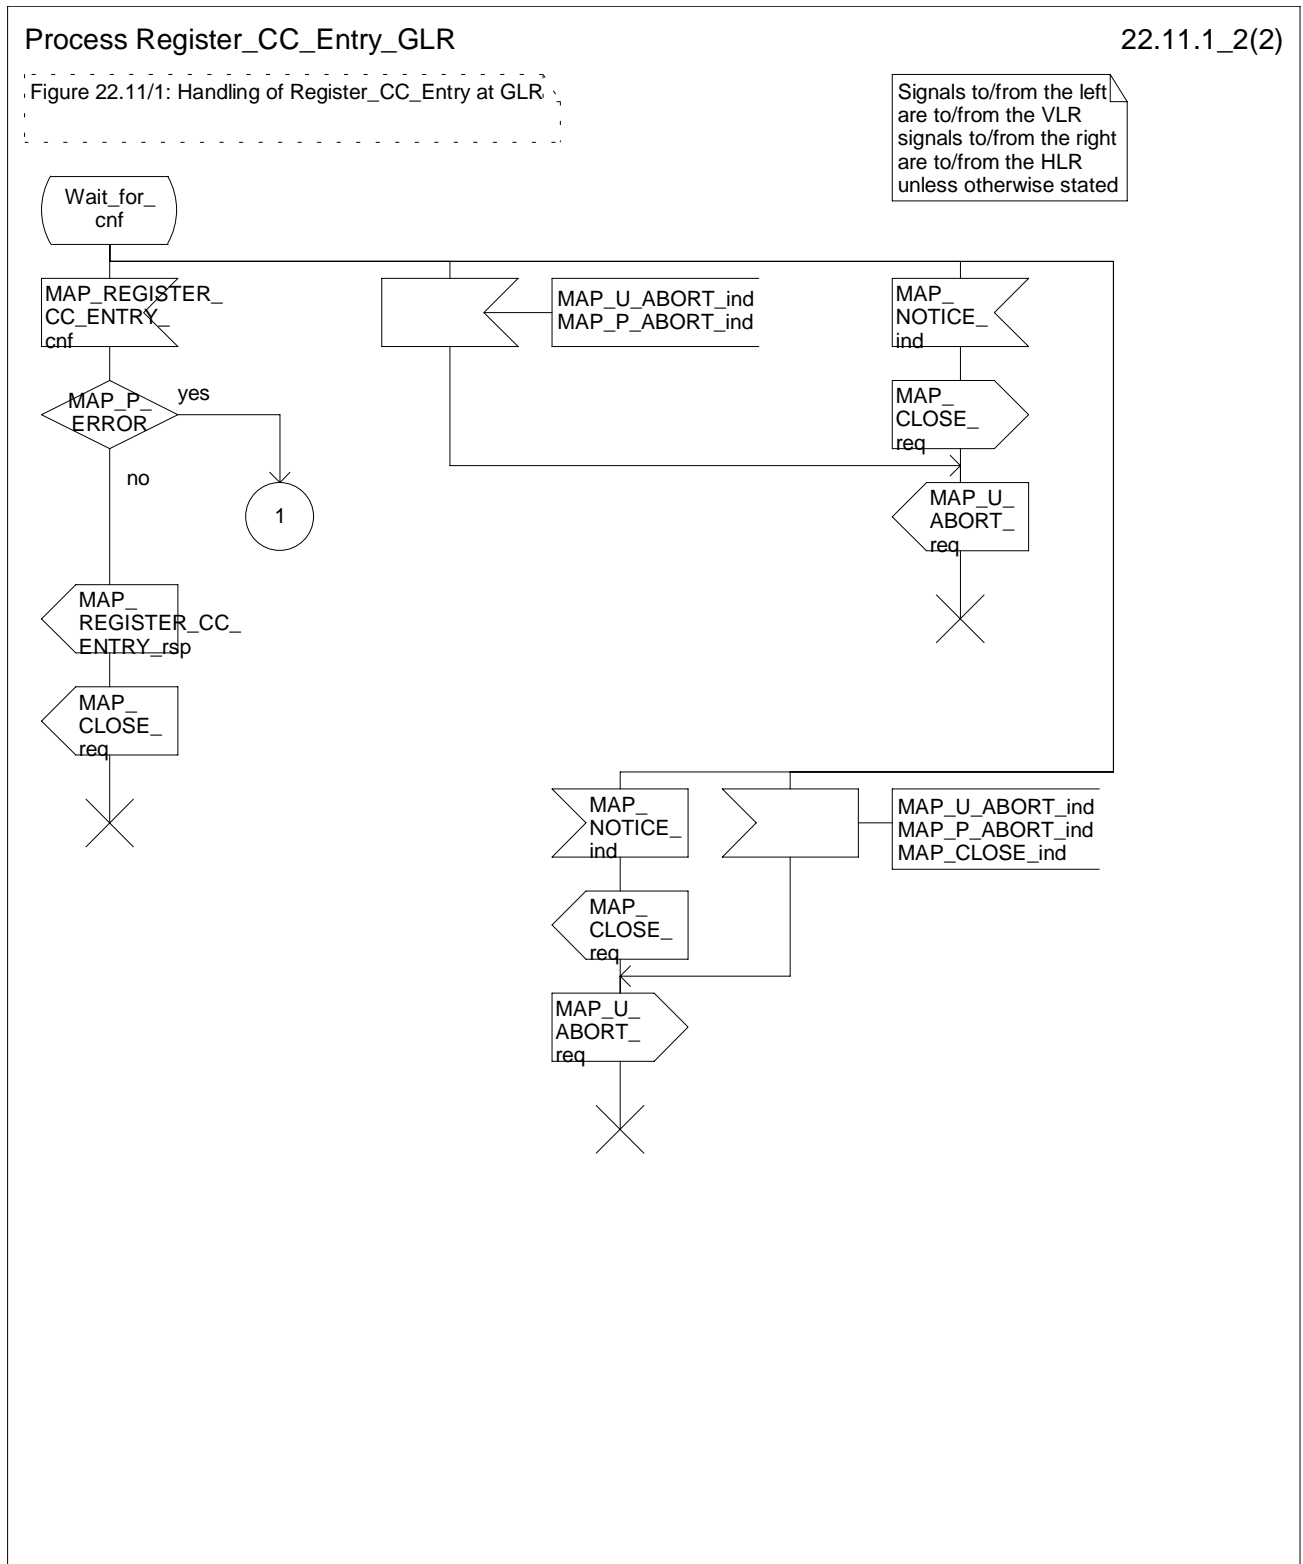 Process Register_CC_Entry_GLR
22.11.1_2(2)
Figure 22.11/1: Handling of Register_CC_Entry at GLR
Signals to/from the left
are to/from the VLR
signals to/from the right
are to/from the HLR
unless otherwise stated
Wait_for_
cnf
MAP_REGISTER_
CC_ENTRY_
cnf
MAP_U_ABORT_ind
MAP_P_ABORT_ind
MAP_
NOTICE_
ind
MAP_P_
ERROR
yes
no
1
MAP_
CLOSE_
req
MAP_U_
ABORT_
req
MAP_
REGISTER_CC_
ENTRY_rsp
MAP_
CLOSE_
req
MAP_
NOTICE_
ind
MAP_U_ABORT_ind
MAP_P_ABORT_ind
MAP_CLOSE_ind
MAP_
CLOSE_
req
MAP_U_
ABORT_
req